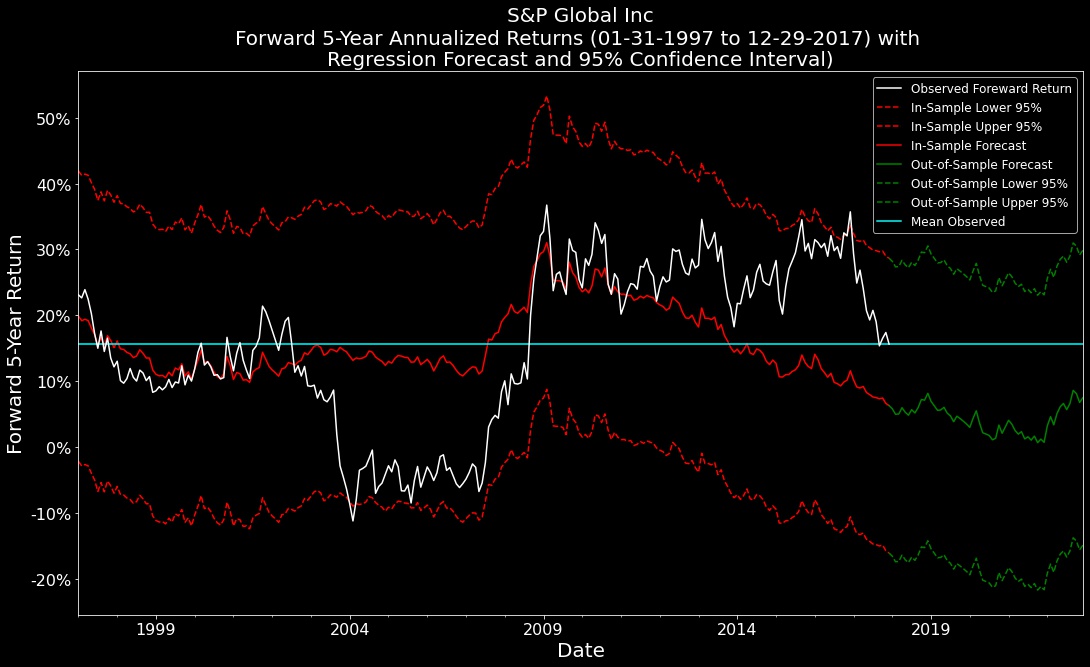 S&P Global Inc
Forward 5-Year Annualized Returns (01-31-1997 to 12-29-2017) with
Regression Forecast and 95% Confidence Interval)
Observed Foreward Return
In-Sample Lower 95%
In-Sample Upper 95%
In-Sample Forecast
Out-of-Sample Forecast
Out-of-Sample Lower 95%
Out-of-Sample Upper 95%
Mean Observed
Forward 5-Year Return
50%
40%
30%
20%
10%
0%
-10%
-20%
1999 2004 2009 2014 2019
Date